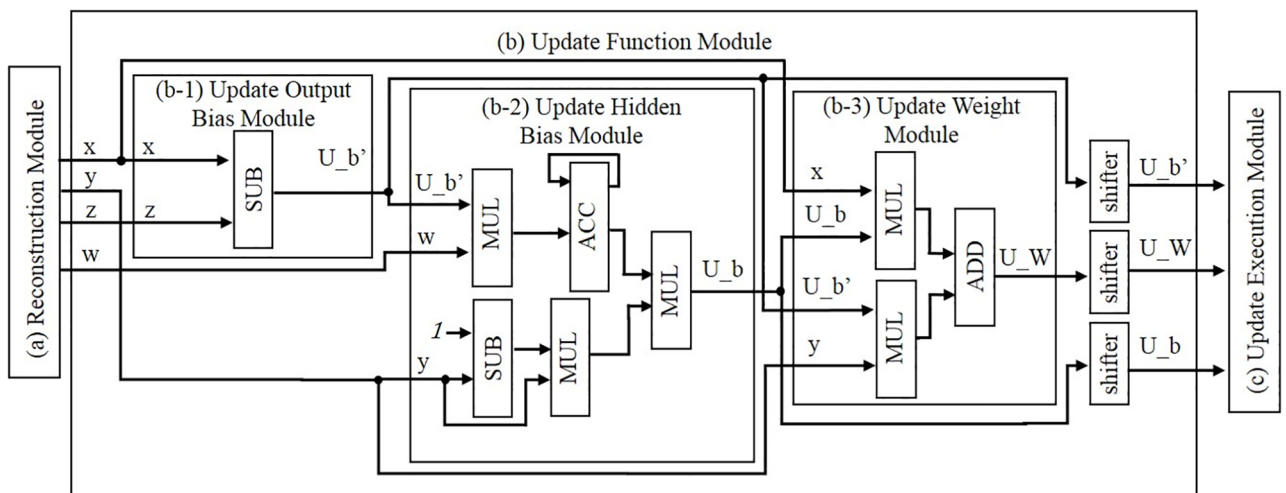 (b) Update Function Module
(a) Reconstruction Module
(b-1) Update Output
Bias Module
(b-2) Update Hidden
Bias Module
(b-3) Update Weight
Module
(c) Update Execution Module
x
y
z
w
x
z
SUB
U_b’
U_b’
w
MUL
ACC
1
y
SUB
MUL
MUL
U_b
x
U_b
U_b’
y
MUL
MUL
ADD
U_W
shifter
U_b’
shifter
U_W
shifter
U_b